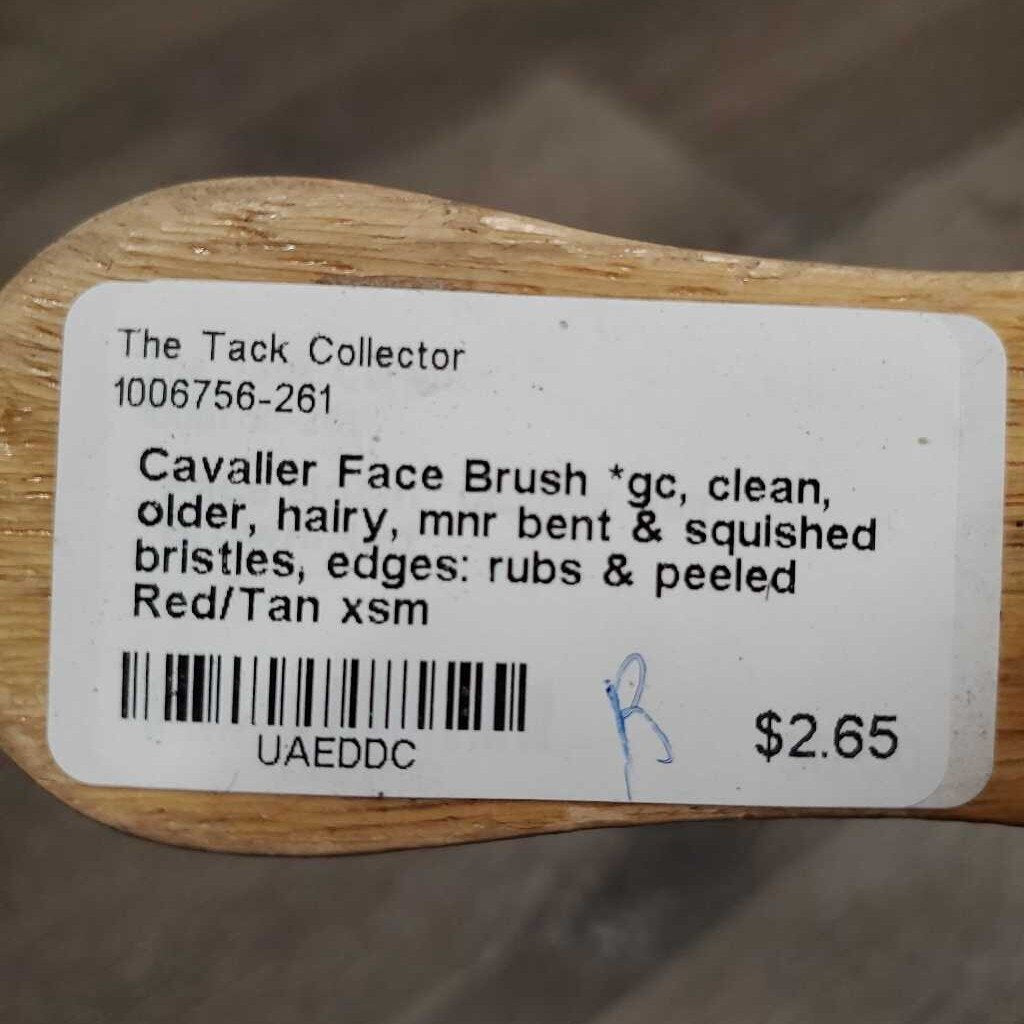 The Tack Collector
1006756-261
Cavalier Face Brush *gc, clean,
older, hairy, mnr bent & squished
bristles, edges: rubs & peeled
Red/Tan xsm
UAEDDC
R
$2.65